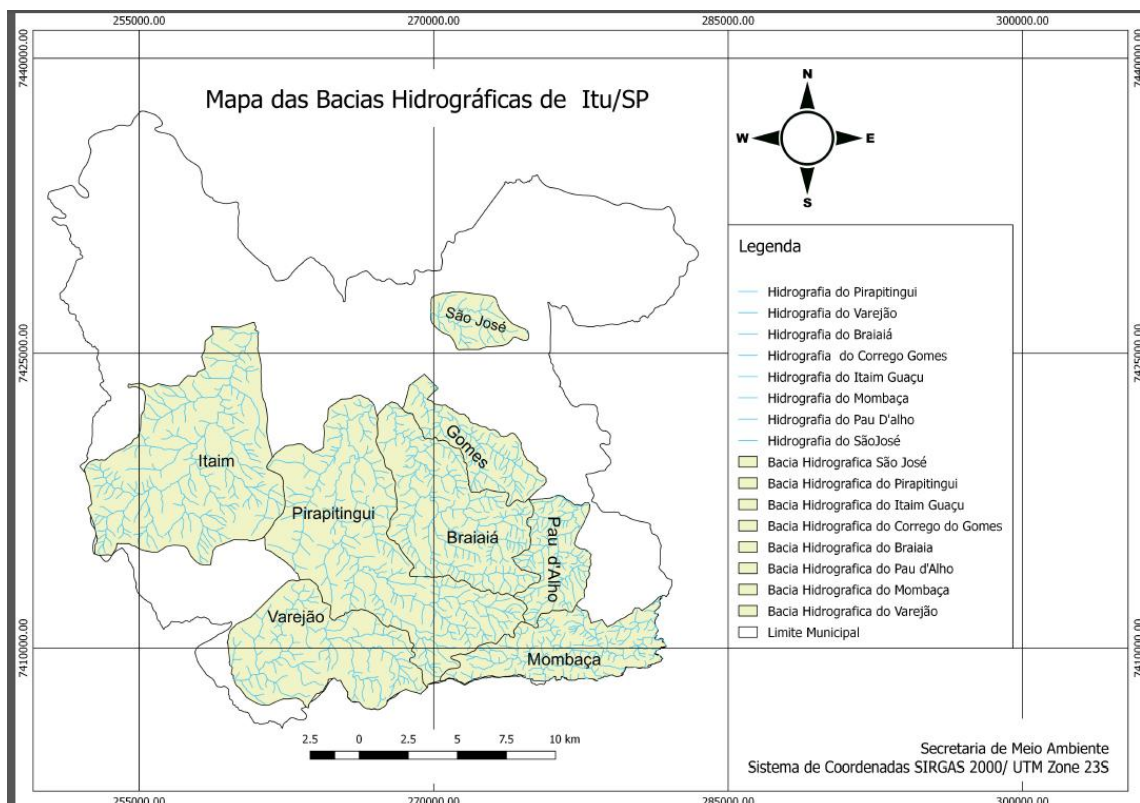 255000.00 270000.00 285000.00 300000.00
7440000.00 7440000.00
Mapa das Bacias Hidrográficas de Itu/SP
N
W E
S
Legenda
Hidrografia do Pirapitingui
Hidrografia do Varejão
Hidrografia do Braiaiá
Hidrografia do Corrego Gomes
Hidrografia do Itaim Guaçu
Hidrografia do Mombaça
Hidrografia do Pau D'alho
Hidrografia do SãoJosé
Bacia Hidrografica São José
Bacia Hidrografica do Pirapitingui
Bacia Hidrografica do Itaim Guaçu
Bacia Hidrografica do Corrego do Gomes
Bacia Hidrografica do Braiaia
Bacia Hidrografica do Pau d'Alho
Bacia Hidrografica do Mombaça
Bacia Hidrografica do Varejão
Limite Municipal
São José
7425000.00 7425000.00
Gomes
Itaim
Pirapitingui
Braiaiá
Pau d'Alho
Varejão
Mombaça
7410000.00 7410000.00
2.5 0 2.5 5 7.5 10 km
Secretaria de Meio Ambiente
Sistema de Coordenadas SIRGAS 2000/ UTM Zone 23S
255000.00 270000.00 285000.00 300000.00